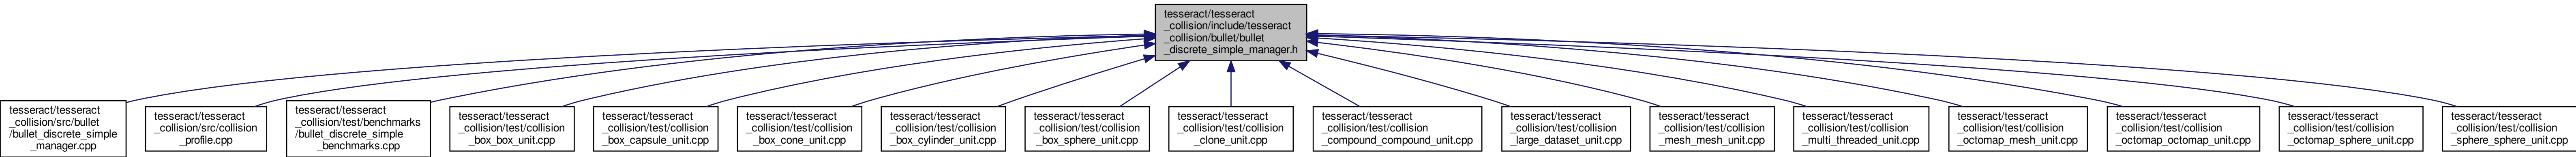 tesseract/tesseract
_collision/include/tesseract
_collision/bullet/bullet
_discrete_simple_manager.h
tesseract/tesseract
_collision/src/bullet
/bullet_discrete_simple
_manager.cpp
tesseract/tesseract
_collision/src/collision
_profile.cpp
tesseract/tesseract
_collision/test/benchmarks
/bullet_discrete_simple
_benchmarks.cpp
tesseract/tesseract
_collision/test/collision
_box_box_unit.cpp
tesseract/tesseract
_collision/test/collision
_box_capsule_unit.cpp
tesseract/tesseract
_collision/test/collision
_box_cone_unit.cpp
tesseract/tesseract
_collision/test/collision
_box_cylinder_unit.cpp
tesseract/tesseract
_collision/test/collision
_box_sphere_unit.cpp
tesseract/tesseract
_collision/test/collision
_clone_unit.cpp
tesseract/tesseract
_collision/test/collision
_compound_compound_unit.cpp
tesseract/tesseract
_collision/test/collision
_large_dataset_unit.cpp
tesseract/tesseract
_collision/test/collision
_mesh_mesh_unit.cpp
tesseract/tesseract
_collision/test/collision
_multi_threaded_unit.cpp
tesseract/tesseract
_collision/test/collision
_octomap_mesh_unit.cpp
tesseract/tesseract
_collision/test/collision
_octomap_octomap_unit.cpp
tesseract/tesseract
_collision/test/collision
_octomap_sphere_unit.cpp
tesseract/tesseract
_collision/test/collision
_sphere_sphere_unit.cpp